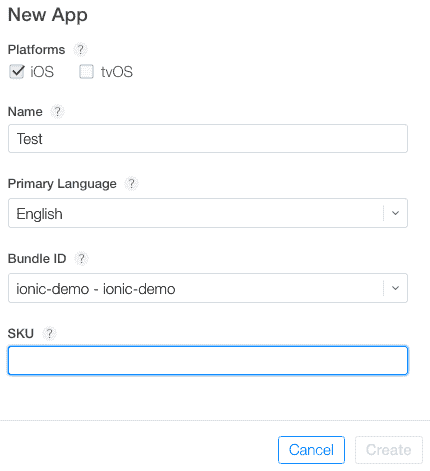 New App
Platforms ?
iOS tvOS
Name ?
Test
Primary Language ?
English
Bundle ID ?
ionic-demo - ionic-demo
SKU ?
Cancel Create